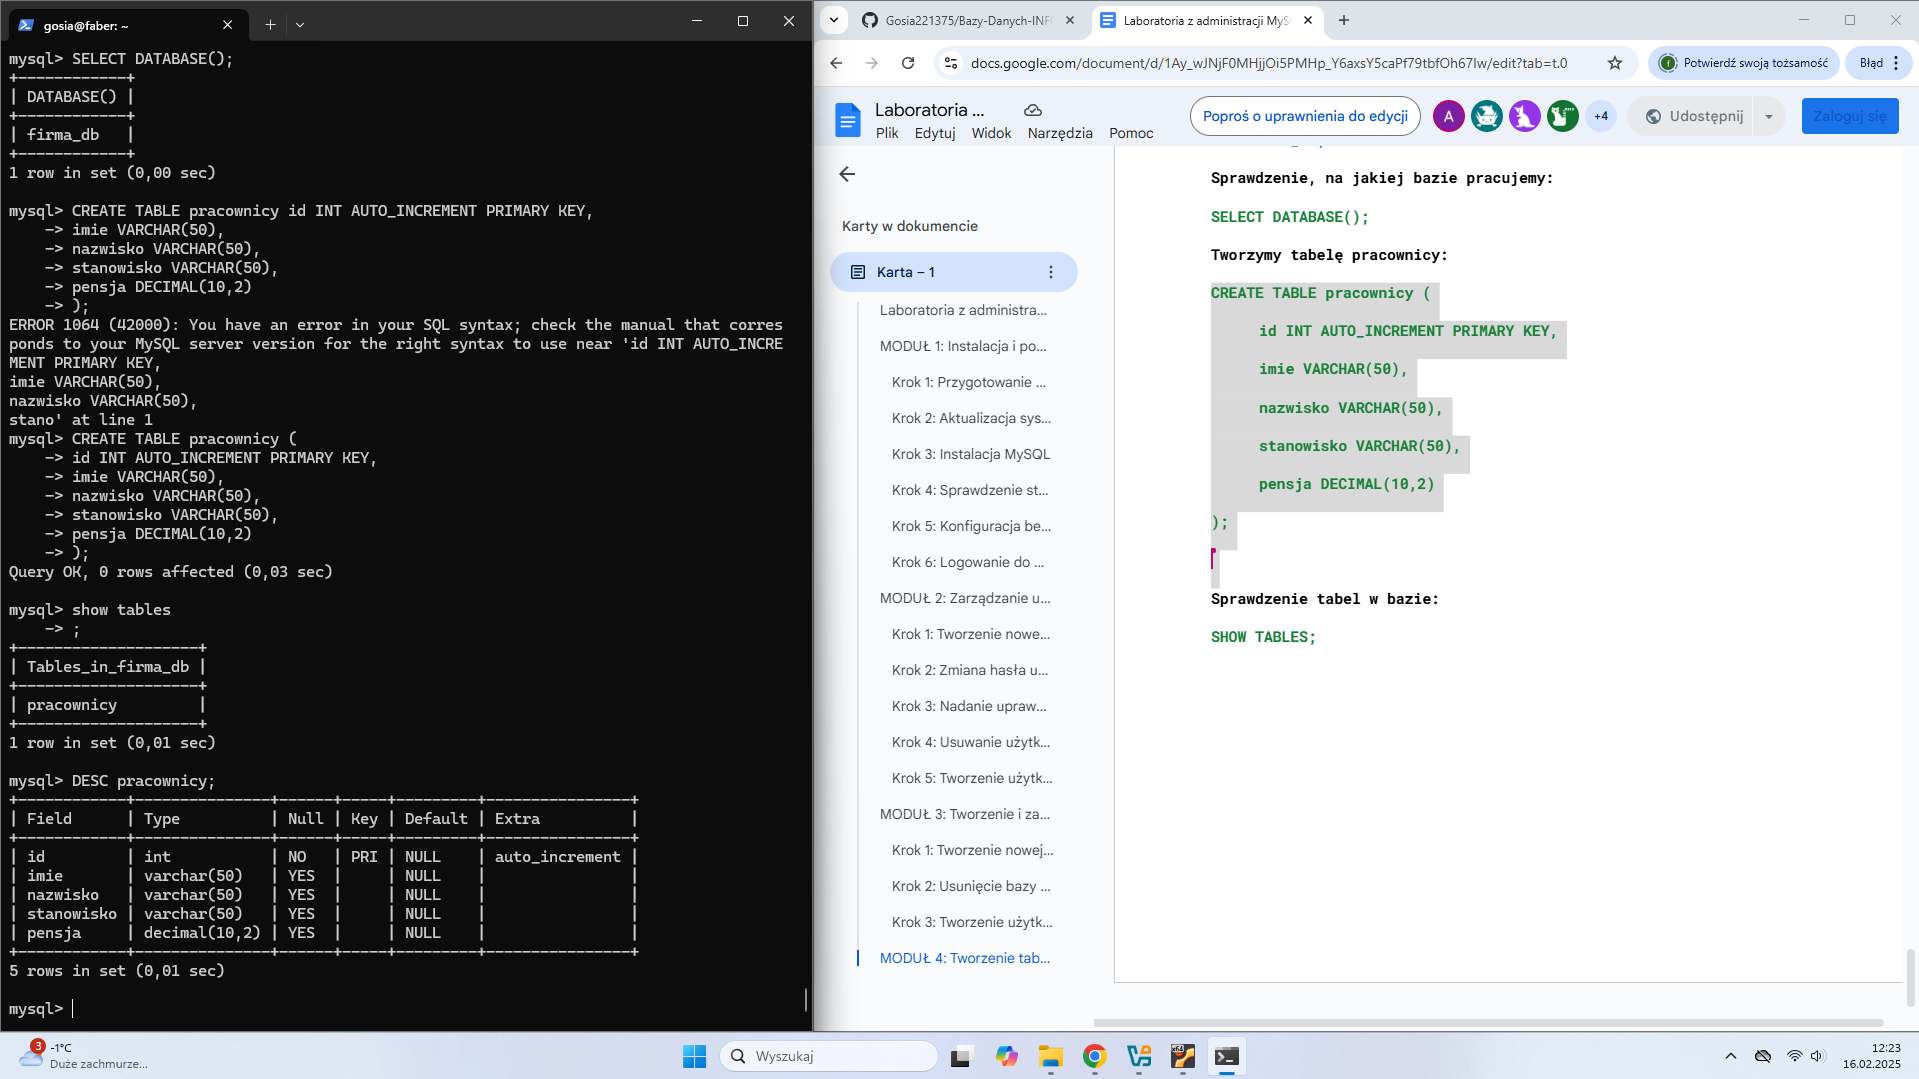 gosia@faber: ~
mysql> SELECT DATABASE();
+------------+
| DATABASE() |
+------------+
| firma_db   |
+------------+
1 row in set (0,00 sec)
mysql> CREATE TABLE pracownicy id INT AUTO_INCREMENT PRIMARY KEY,
    -> imie VARCHAR(50),
    -> nazwisko VARCHAR(50),
    -> stanowisko VARCHAR(50),
    -> pensja DECIMAL(10,2)
    -> );
ERROR 1064 (42000): You have an error in your SQL syntax; check the manual that corres
ponds to your MySQL server version for the right syntax to use near 'id INT AUTO_INCRE
MENT PRIMARY KEY,
imie VARCHAR(50),
nazwisko VARCHAR(50),
stano' at line 1
mysql> CREATE TABLE pracownicy (
    -> id INT AUTO_INCREMENT PRIMARY KEY,
    -> imie VARCHAR(50),
    -> nazwisko VARCHAR(50),
    -> stanowisko VARCHAR(50),
    -> pensja DECIMAL(10,2)
    -> );
Query OK, 0 rows affected (0,03 sec)
mysql> show tables
    -> ;
+--------------------+
| Tables_in_firma_db |
+--------------------+
| pracownicy         |
+--------------------+
1 row in set (0,01 sec)
mysql> DESC pracownicy;
+------------+---------------+------+-----+---------+----------------+
| Field      | Type          | Null | Key | Default | Extra          |
+------------+---------------+------+-----+---------+----------------+
| id         | int           | NO   | PRI | NULL    | auto_increment |
| imie       | varchar(50)   | YES  |     | NULL    |                |
| nazwisko   | varchar(50)   | YES  |     | NULL    |                |
| stanowisko | varchar(50)   | YES  |     | NULL    |                |
| pensja     | decimal(10,2) | YES  |     | NULL    |                |
+------------+---------------+------+-----+---------+----------------+
5 rows in set (0,01 sec)
mysql>
Gosia221375/Bazy-Danych-INF
Laboratoria z administracji MyS
docs.google.com/document/d/1Ay_wJNjF0MHjjOi5PMHp_Y6axsY5caPf79tbfOh67Iw/edit?tab=t.0
Potwierdź swoją tożsamość
Błąd
Laboratoria ...
Plik Edytuj Widok Narzędzia Pomoc
Poproś o uprawnienia do edycji
A
+4
Udostępnij
Zaloguj się
Karty w dokumencie
Karta – 1
Laboratoria z administra...
MODUŁ 1: Instalacja i po...
Krok 1: Przygotowanie ...
Krok 2: Aktualizacja sys...
Krok 3: Instalacja MySQL
Krok 4: Sprawdzenie st...
Krok 5: Konfiguracja be...
Krok 6: Logowanie do ...
MODUŁ 2: Zarządzanie u...
Krok 1: Tworzenie nowe...
Krok 2: Zmiana hasła u...
Krok 3: Nadanie upraw...
Krok 4: Usuwanie użytk...
Krok 5: Tworzenie użytk...
MODUŁ 3: Tworzenie i za...
Krok 1: Tworzenie nowej...
Krok 2: Usunięcie bazy ...
Krok 3: Tworzenie użytk...
MODUŁ 4: Tworzenie tab...
Sprawdzenie, na jakiej bazie pracujemy:
SELECT DATABASE();
Tworzymy tabelę pracownicy:
CREATE TABLE pracownicy (
id INT AUTO_INCREMENT PRIMARY KEY,
imie VARCHAR(50),
nazwisko VARCHAR(50),
stanowisko VARCHAR(50),
pensja DECIMAL(10,2)
);
Sprawdzenie tabel w bazie:
SHOW TABLES;
3
-1°C
Duże zachmurze...
Wyszukaj
12:23
16.02.2025